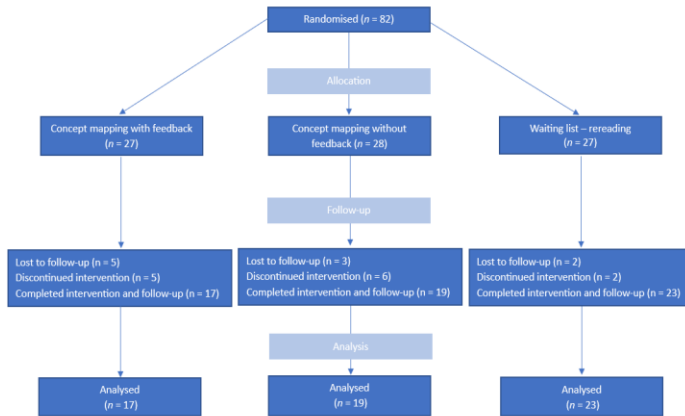 Randomised (n = 82)
Allocation
Concept mapping with feedback
(n = 27)
Concept mapping without
feedback (n = 28)
Waiting list – rereading
(n = 27)
Follow-up
Lost to follow-up (n = 5)
Discontinued intervention (n = 5)
Completed intervention and follow-up (n = 17)
Lost to follow-up (n = 3)
Discontinued intervention (n = 6)
Completed intervention and follow-up (n = 19)
Lost to follow-up (n = 2)
Discontinued intervention (n = 2)
Completed intervention and follow-up (n = 23)
Analysis
Analysed
(n = 17)
Analysed
(n = 19)
Analysed
(n = 23)